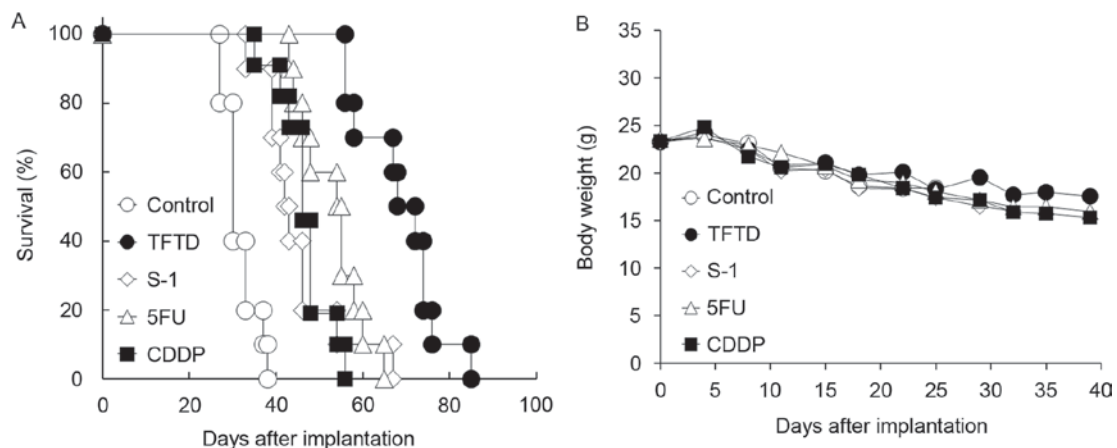 A
100
80
60
40
20
0
Survival (%)
Control
TFTD
S-1
5FU
CDDP
0 20 40 60 80 100
Days after implantation
B
35
30
25
20
15
10
5
0
Body weight (g)
Control
TFTD
S-1
5FU
CDDP
0 5 10 15 20 25 30 35 40
Days after implantation